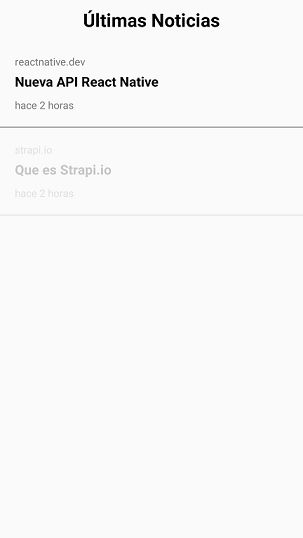 Últimas Noticias
reactnative.dev
Nueva API React Native
hace 2 horas
strapi.io
Que es Strapi.io
hace 2 horas